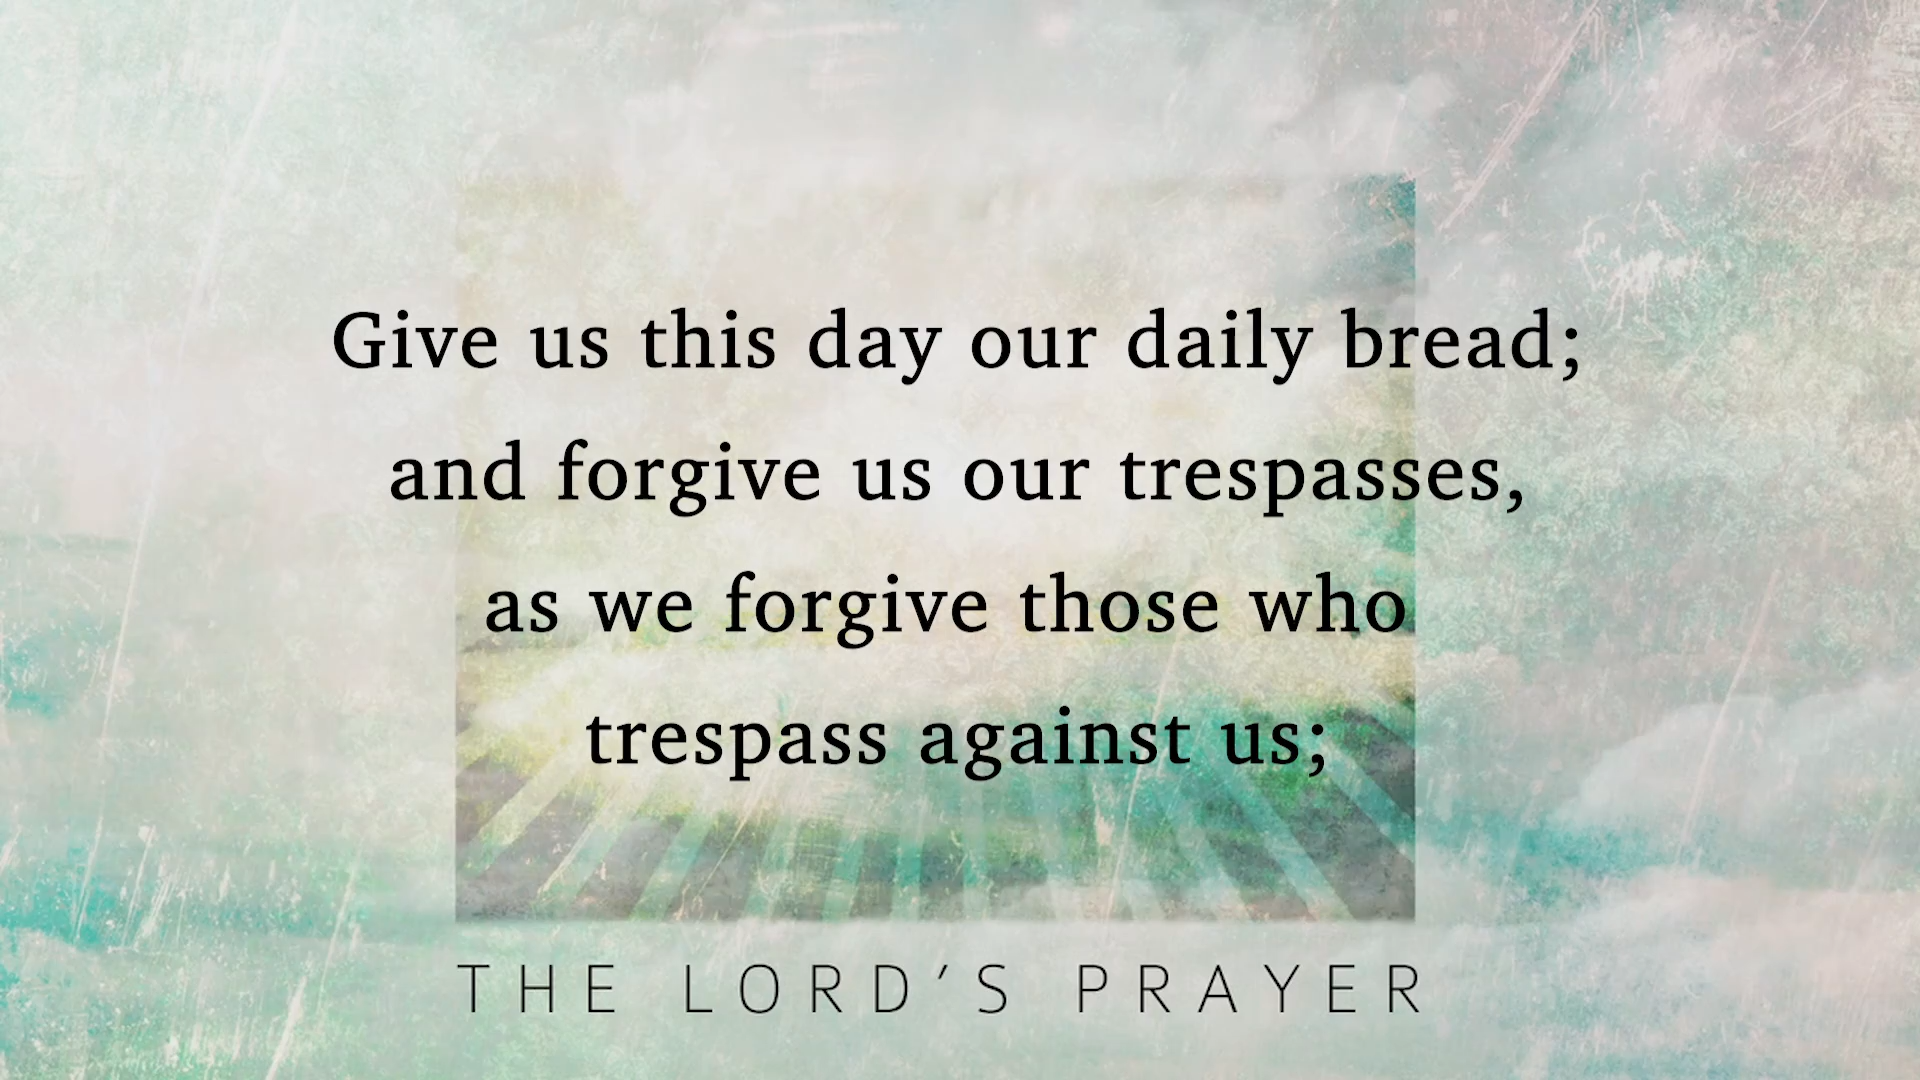 Give us this day our daily bread;
and forgive us our trespasses,
as we forgive those who
trespass against us;
THE LORD’S PRAYER